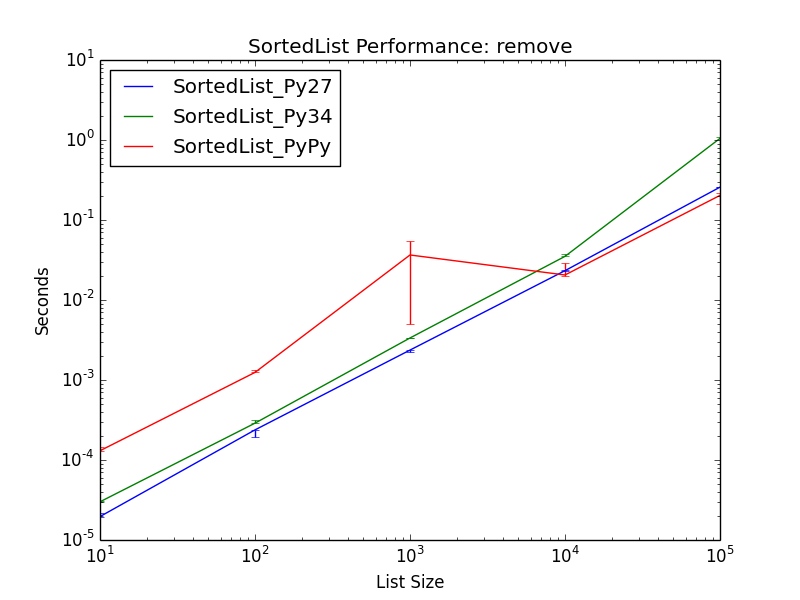 SortedList Performance: remove
SortedList_Py27
SortedList_Py34
SortedList_PyPy
10^1
10^0
10^-1
10^-2
10^-3
10^-4
10^-5
Seconds
10^1 10^2 10^3 10^4 10^5
List Size